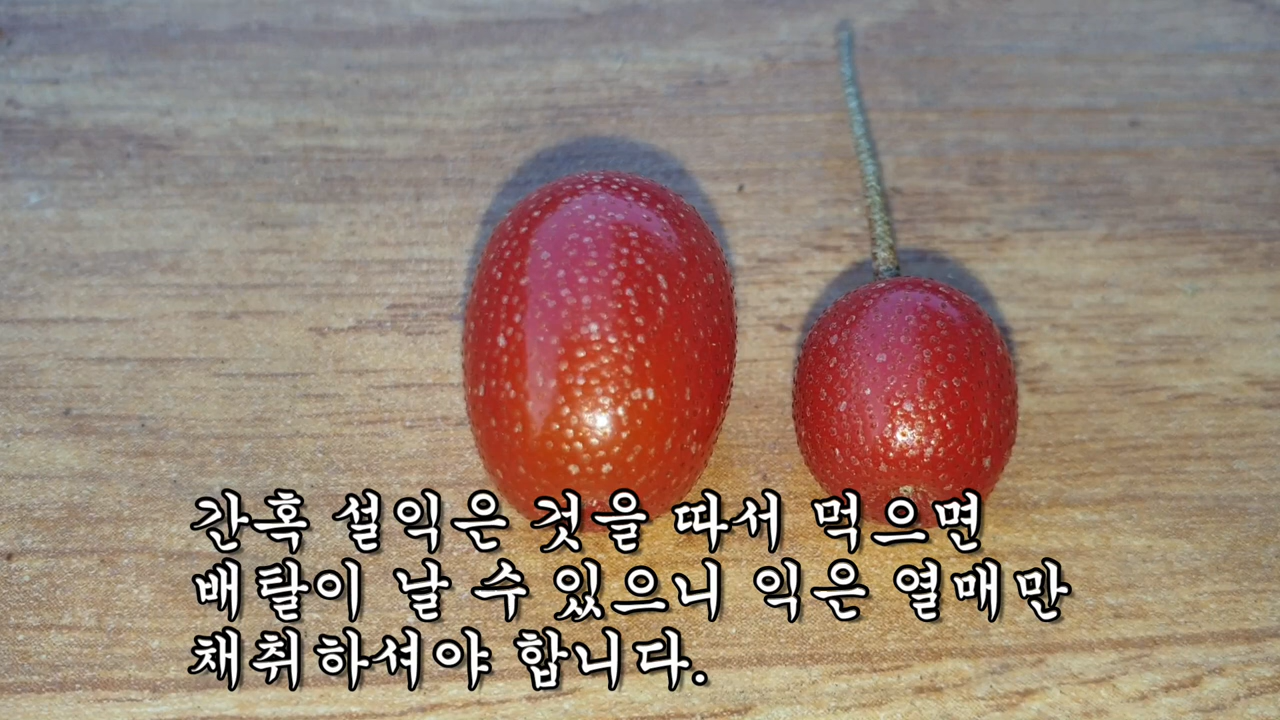 간혹 설익은 것을 따서 먹으면
배탈이 날 수 있으니 익은 열매만
채취하셔야 합니다.